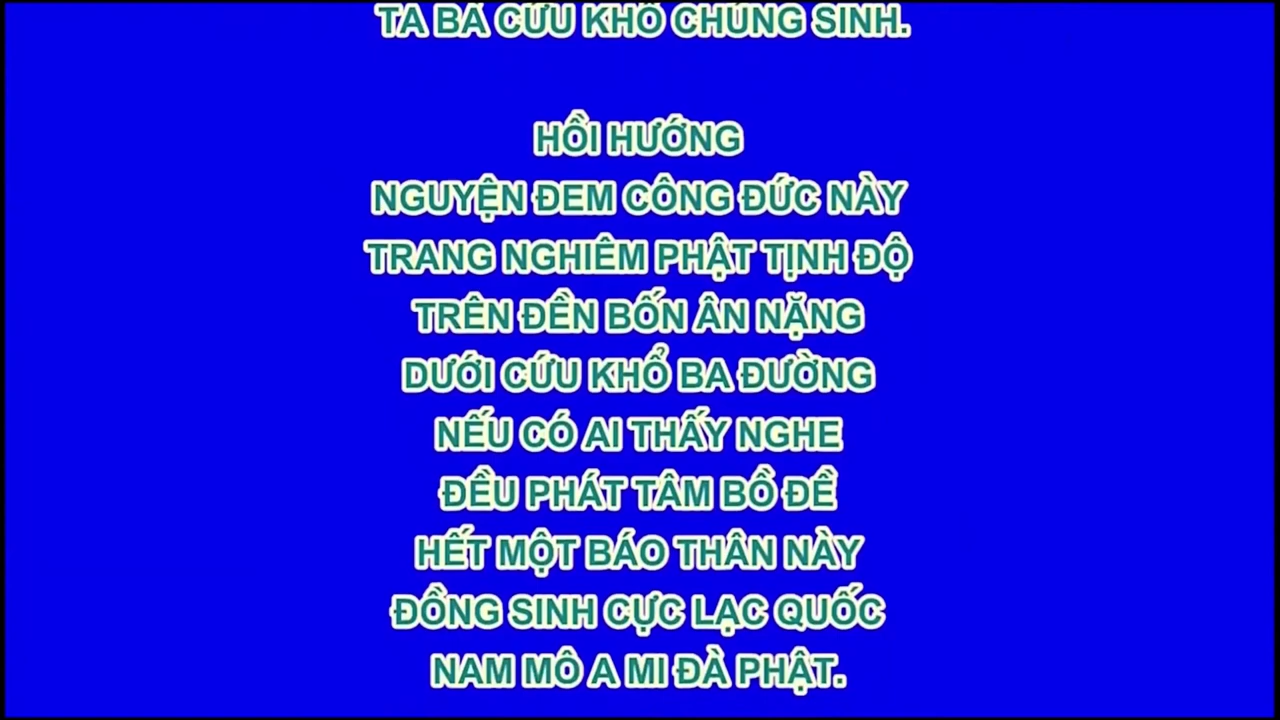 TA BÀ CỨU KHỔ CHÚNG SINH.
HỒI HƯỚNG
NGUYỆN ĐEM CÔNG ĐỨC NÀY
TRANG NGHIÊM PHẬT TỊNH ĐỘ
TRÊN ĐỀN BỐN ÂN NẶNG
DƯỚI CỨU KHỔ BA ĐƯỜNG
NẾU CÓ AI THẤY NGHE
ĐỀU PHÁT TÂM BỒ ĐỀ
HẾT MỘT BÁO THÂN NÀY
ĐỒNG SINH CỰC LẠC QUỐC
NAM MÔ A MI ĐÀ PHẬT.